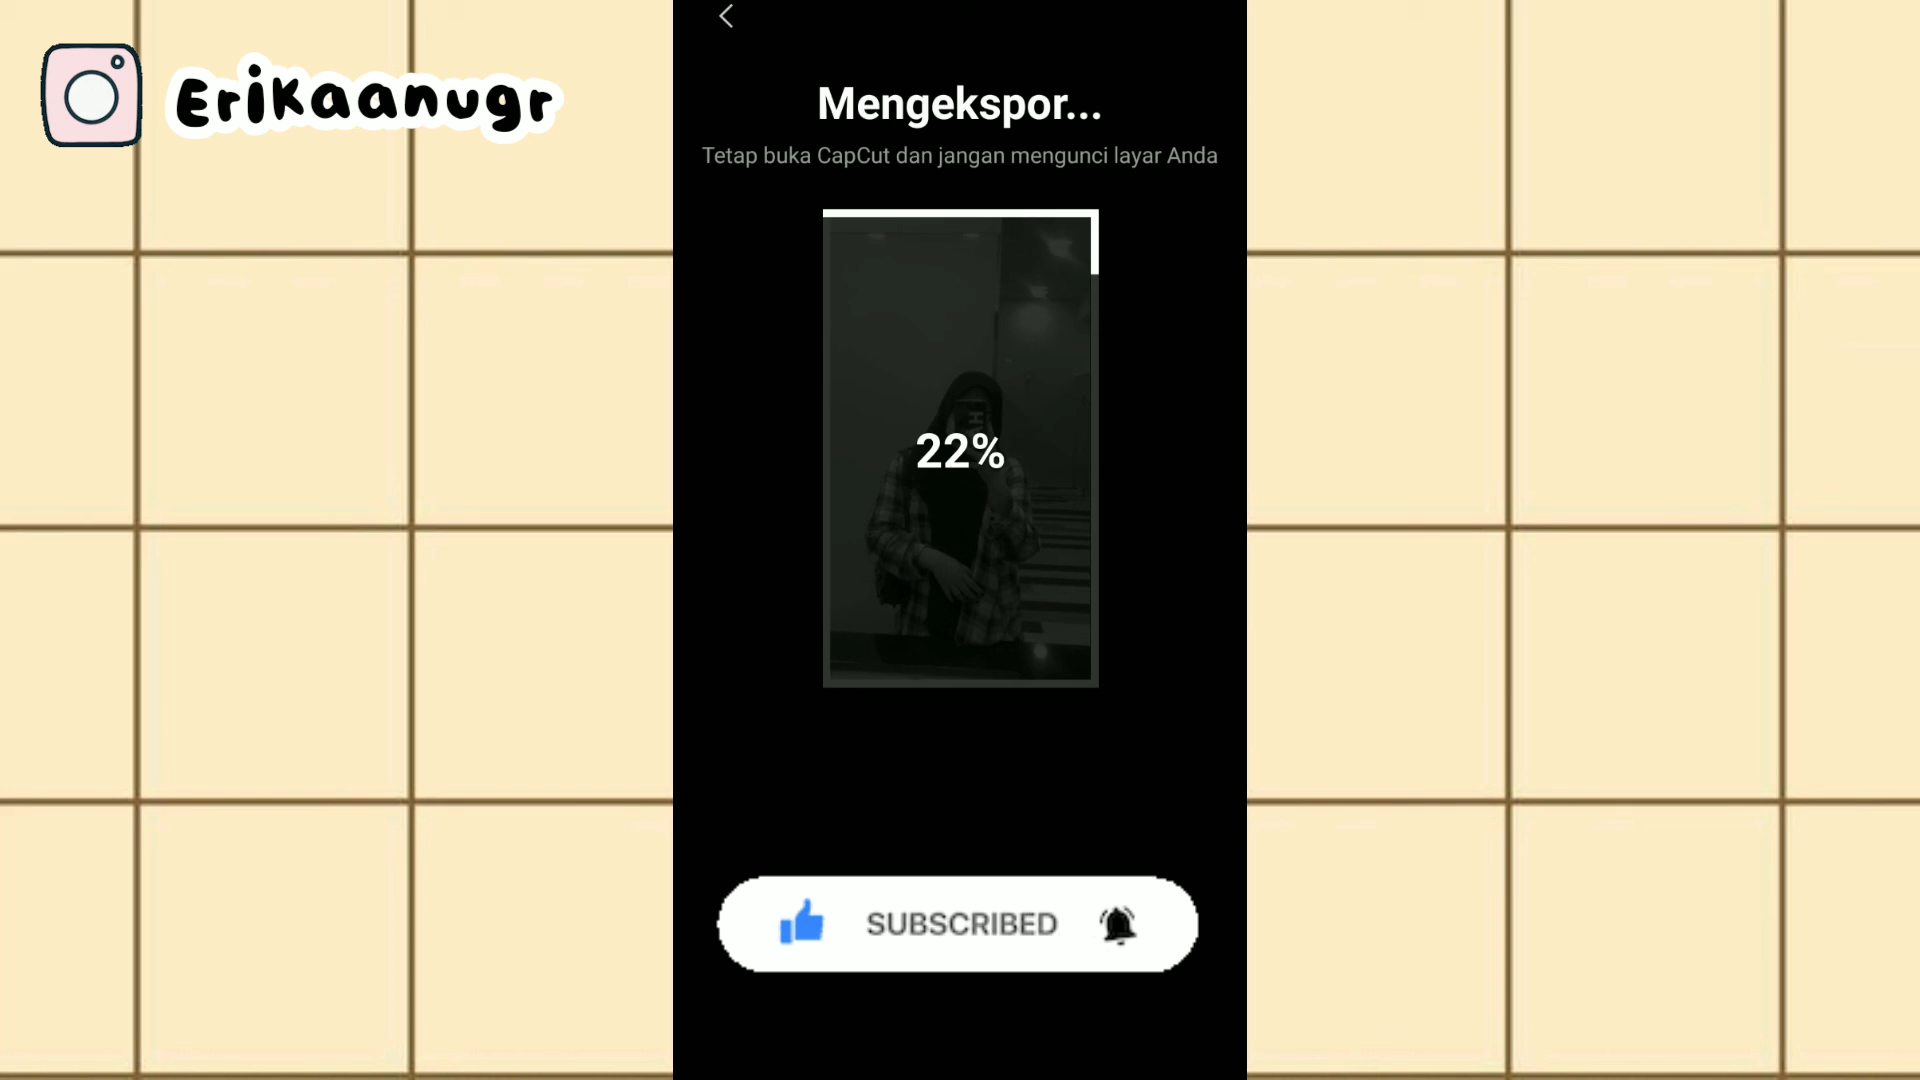 Erikaanugr
Mengekspor...
Tetap buka CapCut dan jangan mengunci layar Anda
22%
SUBSCRIBED